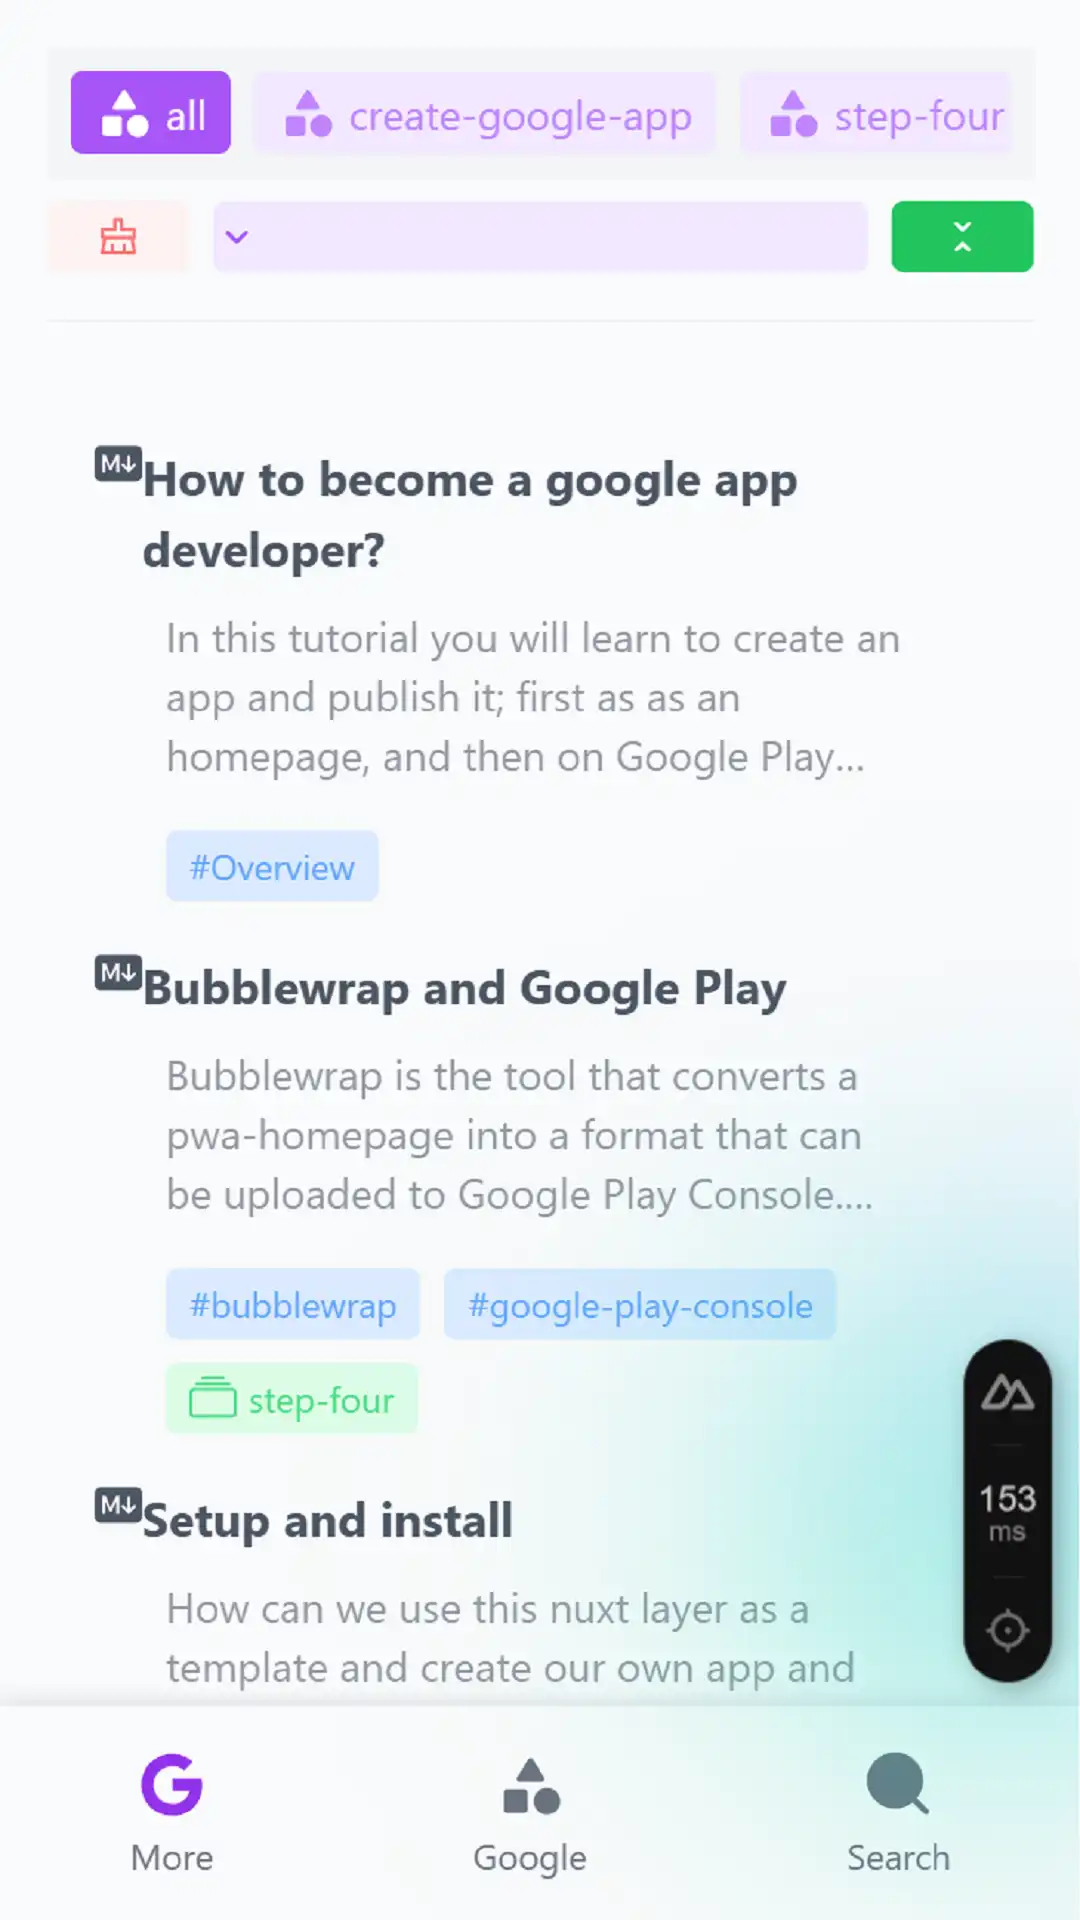 all
create-google-app
step-four
How to become a google app
developer?
In this tutorial you will learn to create an
app and publish it; first as as an
homepage, and then on Google Play...
#Overview
Bubblewrap and Google Play
Bubblewrap is the tool that converts a
pwa-homepage into a format that can
be uploaded to Google Play Console....
#bubblewrap
#google-play-console
step-four
Setup and install
How can we use this nuxt layer as a
template and create our own app and
153
ms
More
Google
Search